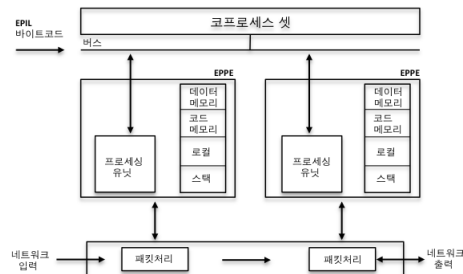 코프로세스 셋
EPIL
바이트코드
버스
EPPE
EPPE
데이터
메모리
코드
메모리
로컬
스택
프로세싱
유닛
데이터
메모리
코드
메모리
로컬
스택
프로세싱
유닛
네트워크
입력
패킷처리
패킷처리
네트워크
출력